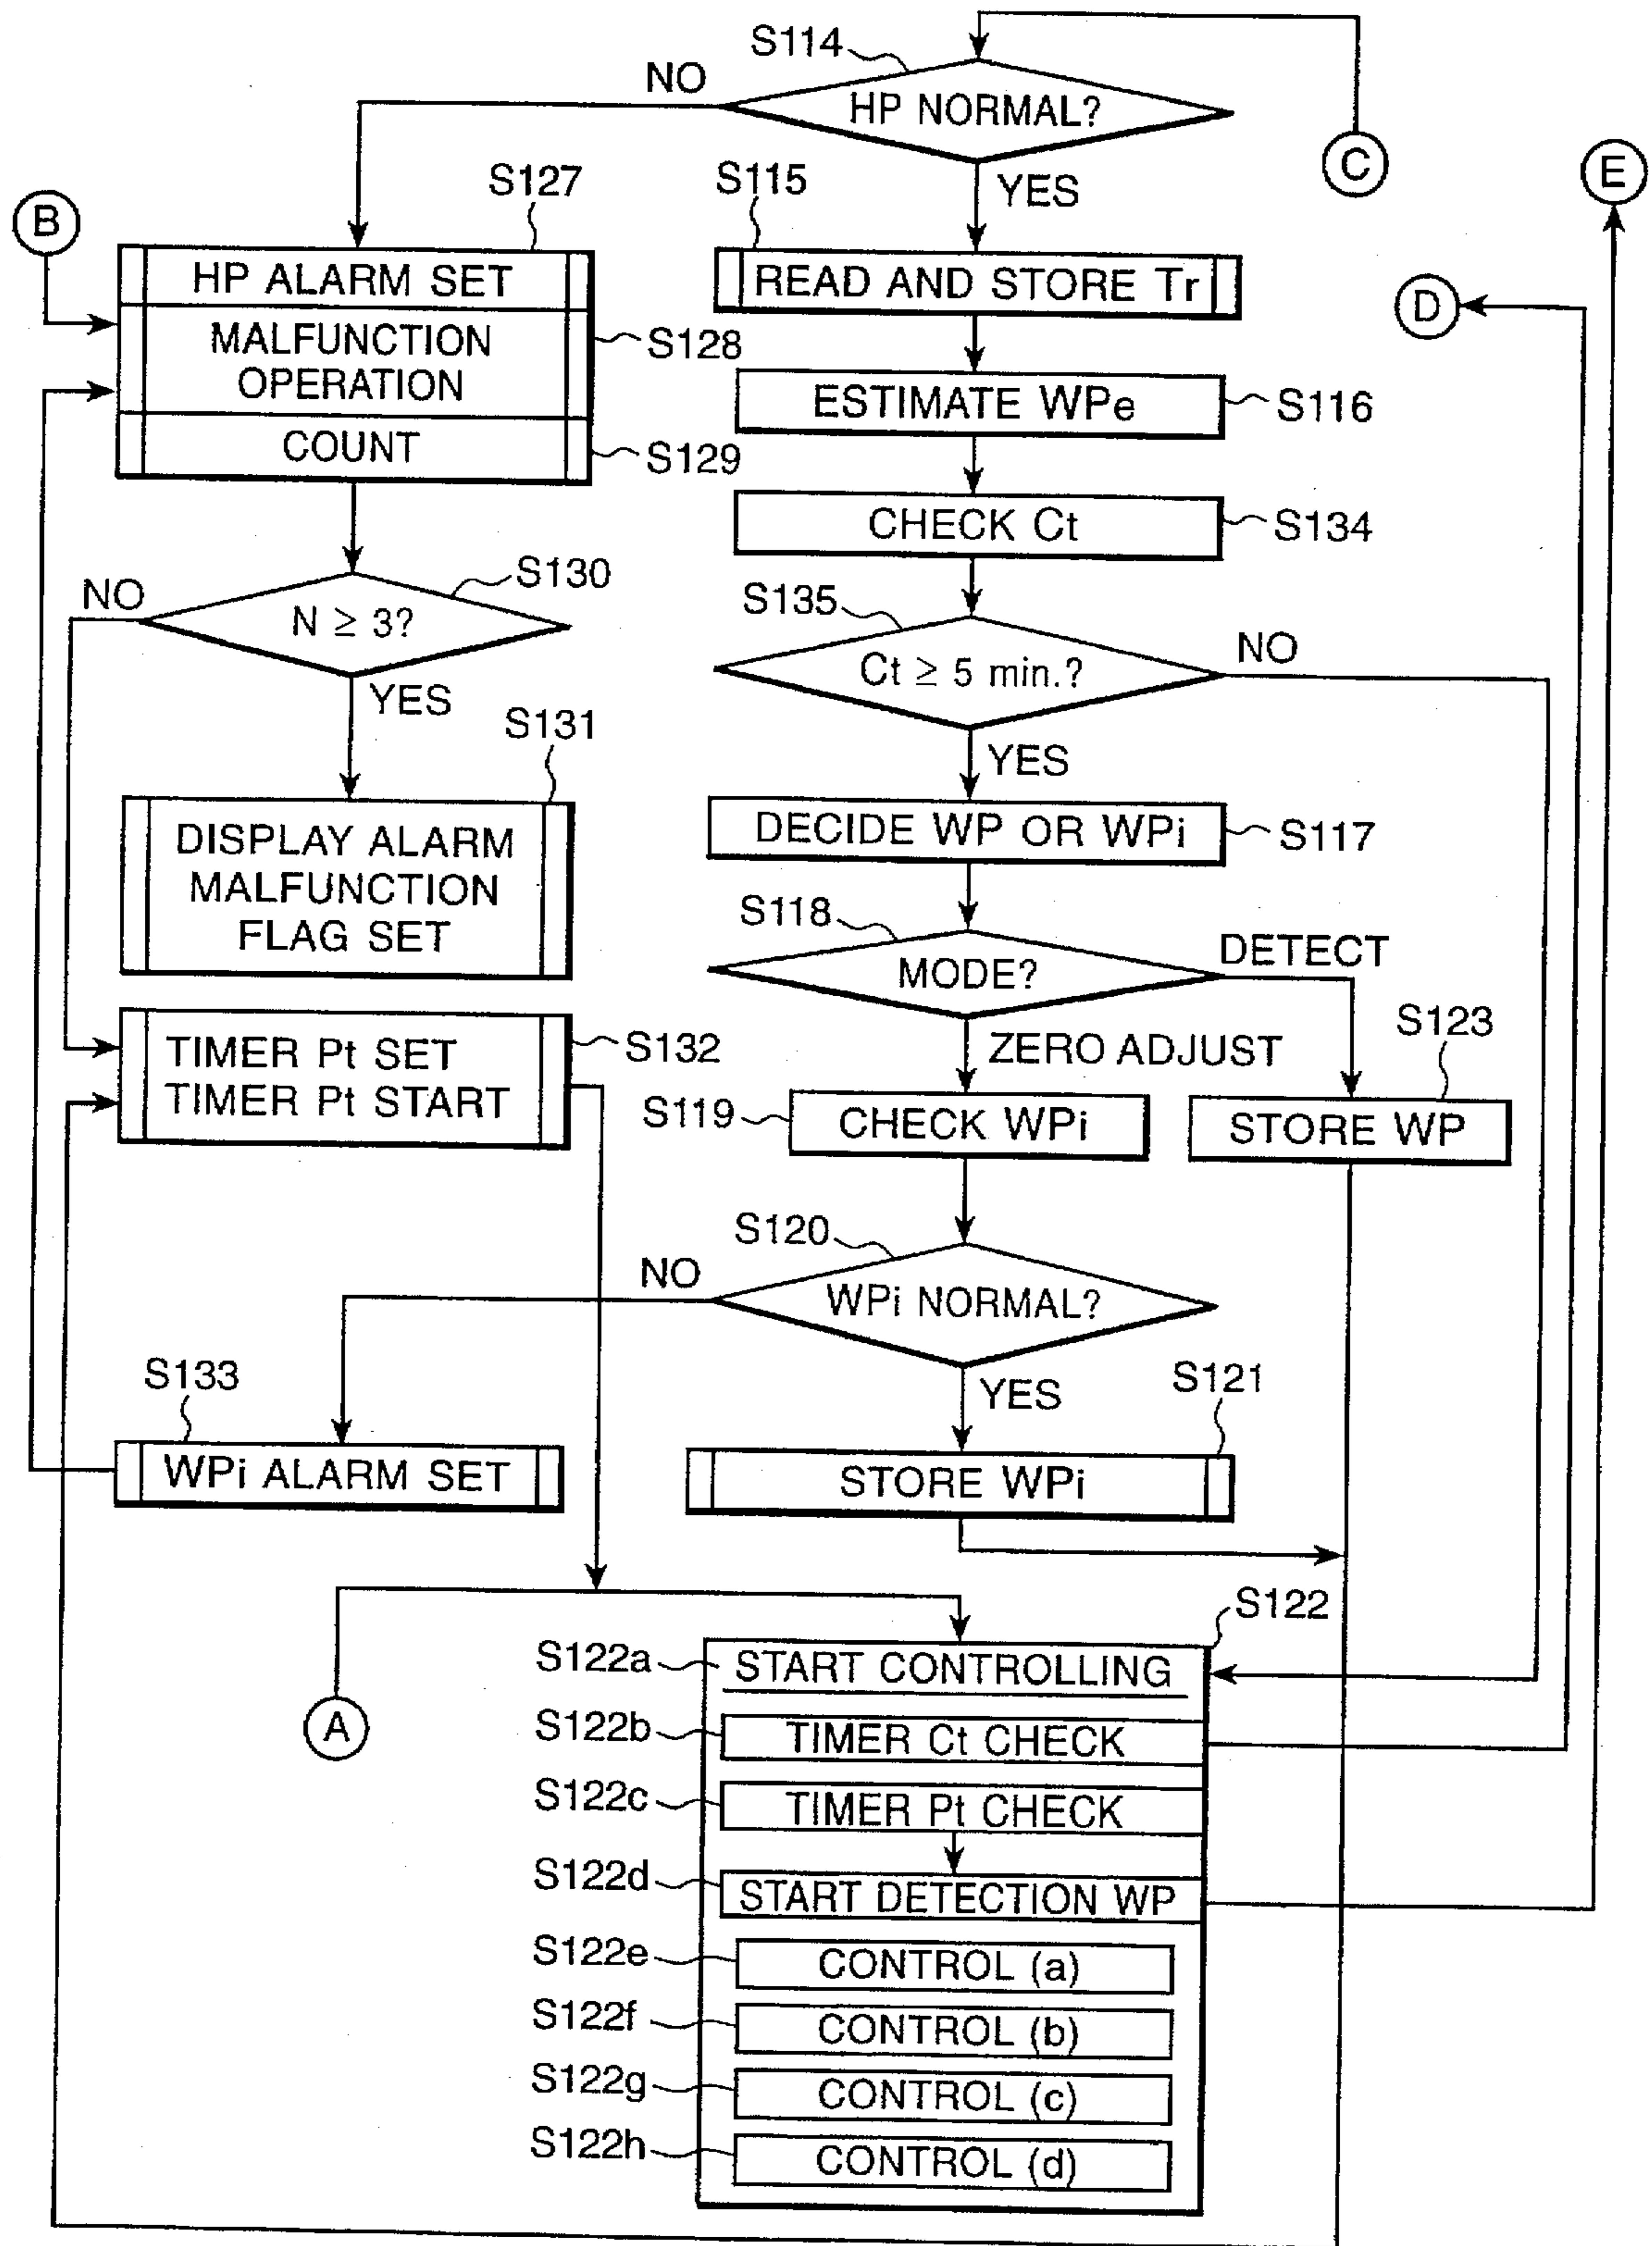 S114
NO
HP NORMAL?
C
E
YES
B
S127
HP ALARM SET
MALFUNCTION
OPERATION
S128
COUNT
S129
S115
READ AND STORE Tr
D
ESTIMATE WPe
S116
CHECK Ct
S134
S130
NO
N ≥ 3?
YES
S135
Ct ≥ 5 min.?
NO
YES
S131
DISPLAY ALARM
MALFUNCTION
FLAG SET
DECIDE WP OR WPi
S117
S118
MODE?
DETECT
ZERO ADJUST
S132
TIMER Pt SET
TIMER Pt START
S119
CHECK WPi
S123
STORE WP
S120
NO
WPi NORMAL?
YES
S133
WPi ALARM SET
S121
STORE WPi
A
S122
S122a
START CONTROLLING
S122b
TIMER Ct CHECK
S122c
TIMER Pt CHECK
S122d
START DETECTION WP
S122e
CONTROL (a)
S122f
CONTROL (b)
S122g
CONTROL (c)
S122h
CONTROL (d)